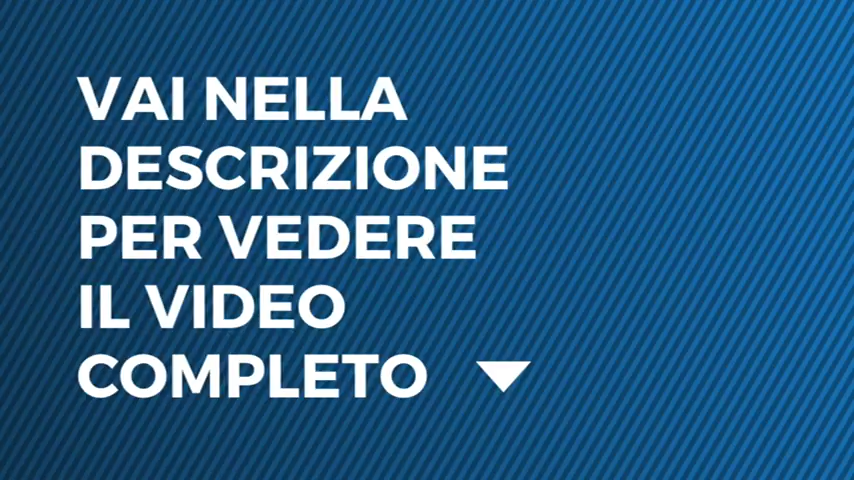 VAI NELLA
DESCRIZIONE
PER VEDERE
IL VIDEO
COMPLETO